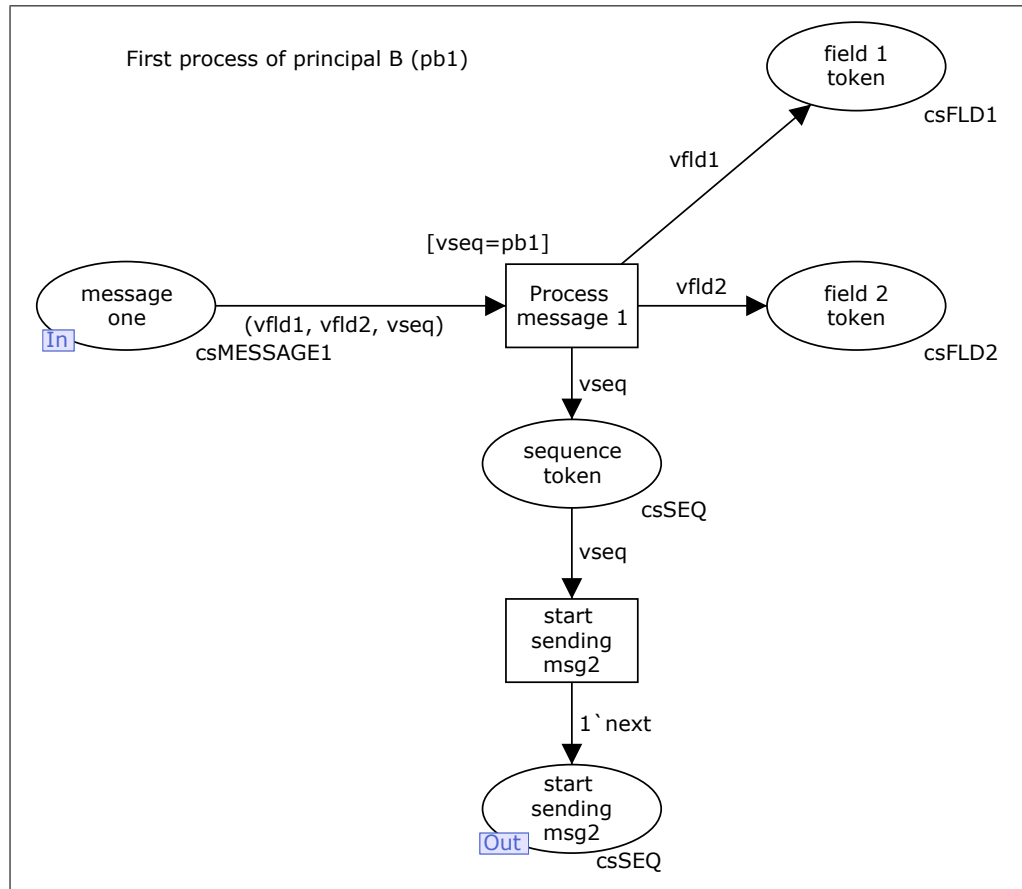 First process of principal B (pb1)
field 1
token
csFLD1
vfld1
[vseq=pb1]
message
one
In
(vfld1, vfld2, vseq)
csMESSAGE1
Process
message 1
vfld2
field 2
token
csFLD2
vseq
sequence
token
csSEQ
vseq
start
sending
msg2
1`next
start
sending
msg2
Out
csSEQ